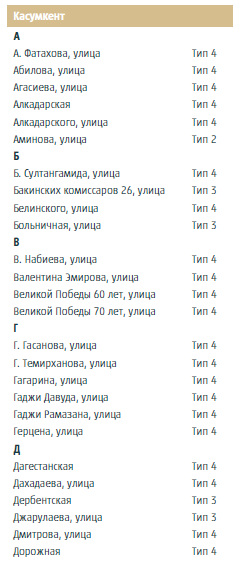 Касумкент
А
А. Фатахова, улица Тип 4
Абилова, улица Тип 4
Агасиева, улица Тип 4
Алкадарская Тип 4
Алкадарского, улица Тип 4
Аминова, улица Тип 2
Б
Б. Султангамида, улица Тип 4
Бакинских комиссаров 26, улица Тип 3
Белинского, улица Тип 4
Больничная, улица Тип 3
В
В. Набиева, улица Тип 4
Валентина Эмирова, улица Тип 4
Великой Победы 60 лет, улица Тип 4
Великой Победы 70 лет, улица Тип 4
Г
Г. Гасанова, улица Тип 4
Г. Темирханова, улица Тип 4
Гагарина, улица Тип 4
Гаджи Давуда, улица Тип 4
Гаджи Рамазана, улица Тип 4
Герцена, улица Тип 4
Д
Дагестанская Тип 4
Дахадаева, улица Тип 4
Дербентская Тип 3
Джарулаева, улица Тип 3
Дмитрова, улица Тип 4
Дорожная Тип 4